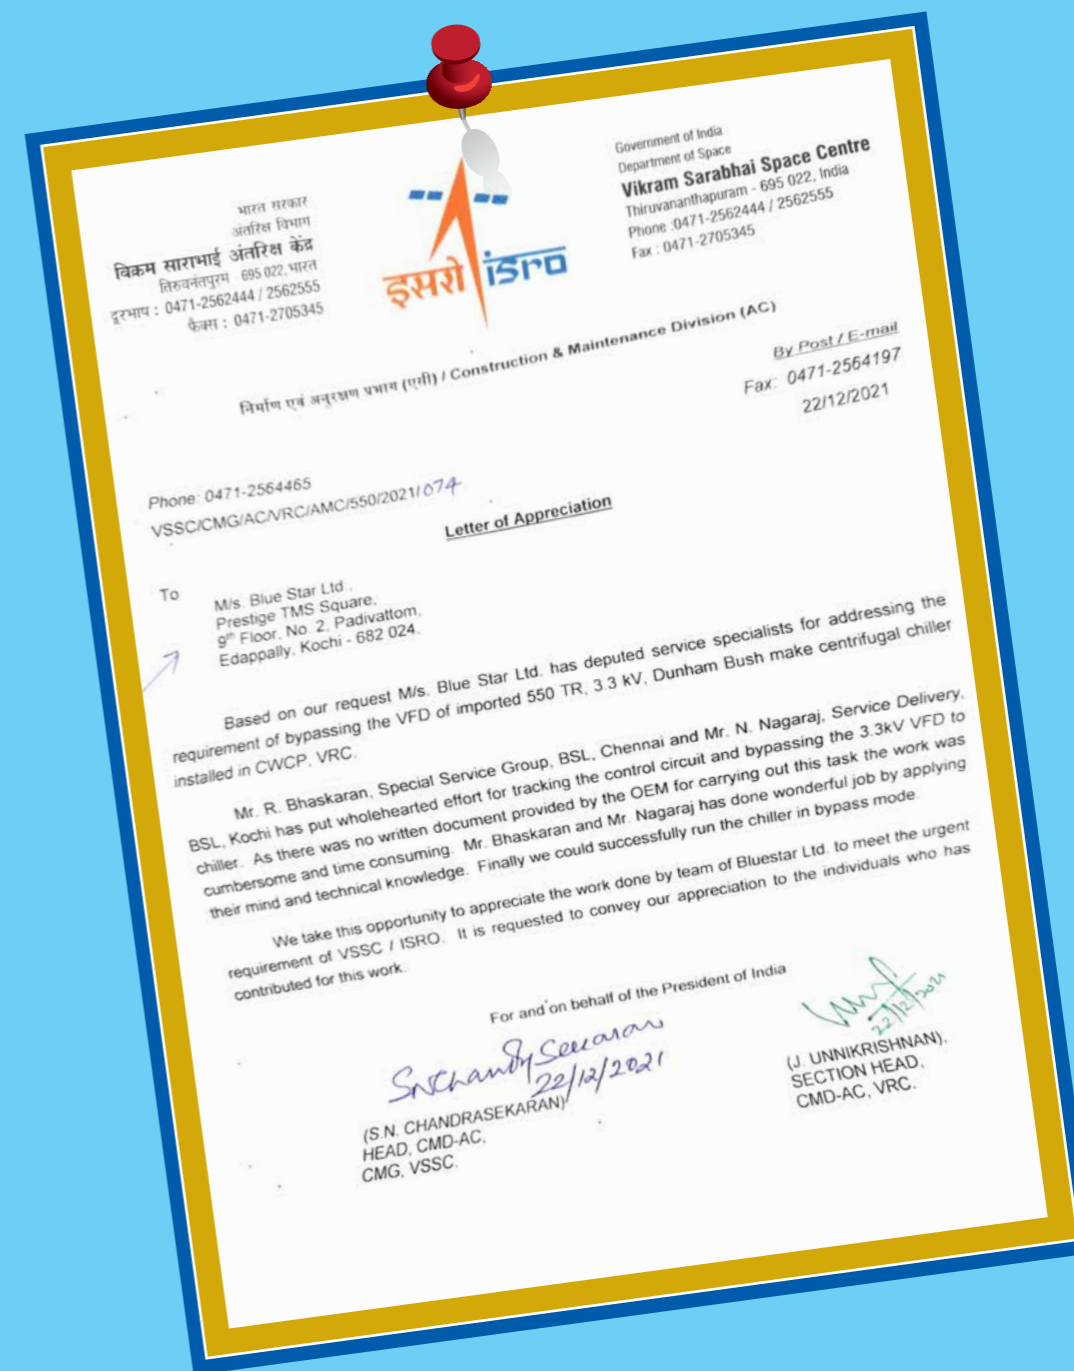 भारत सरकार
अंतरिक्ष विभाग
विक्रम साराभाई अंतरिक्ष केंद्र
तिरुवनंतपुरम 695 022, भारत
दूरभाष : 0471-2562444 / 2562555
फैक्स : 0471-2705345
इसरो isro
Government of India
Department of Space
Vikram Sarabhai Space Centre
Thiruvananthapuram - 695 022, India
Phone :0471-2562444 / 2562555
Fax : 0471-2705345
निर्माण एवं अनुरक्षण प्रभाग (एसी) / Construction & Maintenance Division (AC)
By Post / E-mail
Fax: 0471-2564197
22/12/2021
Phone: 0471-2564465
VSSC/CMG/AC/VRC/AMC/550/2021/074
Letter of Appreciation
To
M/s. Blue Star Ltd.,
Prestige TMS Square,
9th Floor, No. 2, Padivattom,
Edappally, Kochi - 682 024.
Based on our request M/s. Blue Star Ltd. has deputed service specialists for addressing the
requirement of bypassing the VFD of imported 550 TR, 3.3 kV, Dunham Bush make centrifugal chiller
installed in CWCP, VRC.
Mr. R. Bhaskaran, Special Service Group, BSL, Chennai and Mr. N. Nagaraj, Service Delivery,
BSL, Kochi has put wholehearted effort for tracking the control circuit and bypassing the 3.3kV VFD to
chiller. As there was no written document provided by the OEM for carrying out this task the work was
cumbersome and time consuming. Mr. Bhaskaran and Mr. Nagaraj has done wonderful job by applying
their mind and technical knowledge. Finally we could successfully run the chiller in bypass mode.
We take this opportunity to appreciate the work done by team of Bluestar Ltd. to meet the urgent
requirement of VSSC / ISRO. It is requested to convey our appreciation to the individuals who has
contributed for this work.
For and on behalf of the President of India
SNChandrSekaran
22/12/2021
(S.N. CHANDRASEKARAN)
HEAD, CMD-AC,
CMG, VSSC.
22/12/2021
(J. UNNIKRISHNAN),
SECTION HEAD,
CMD-AC, VRC.